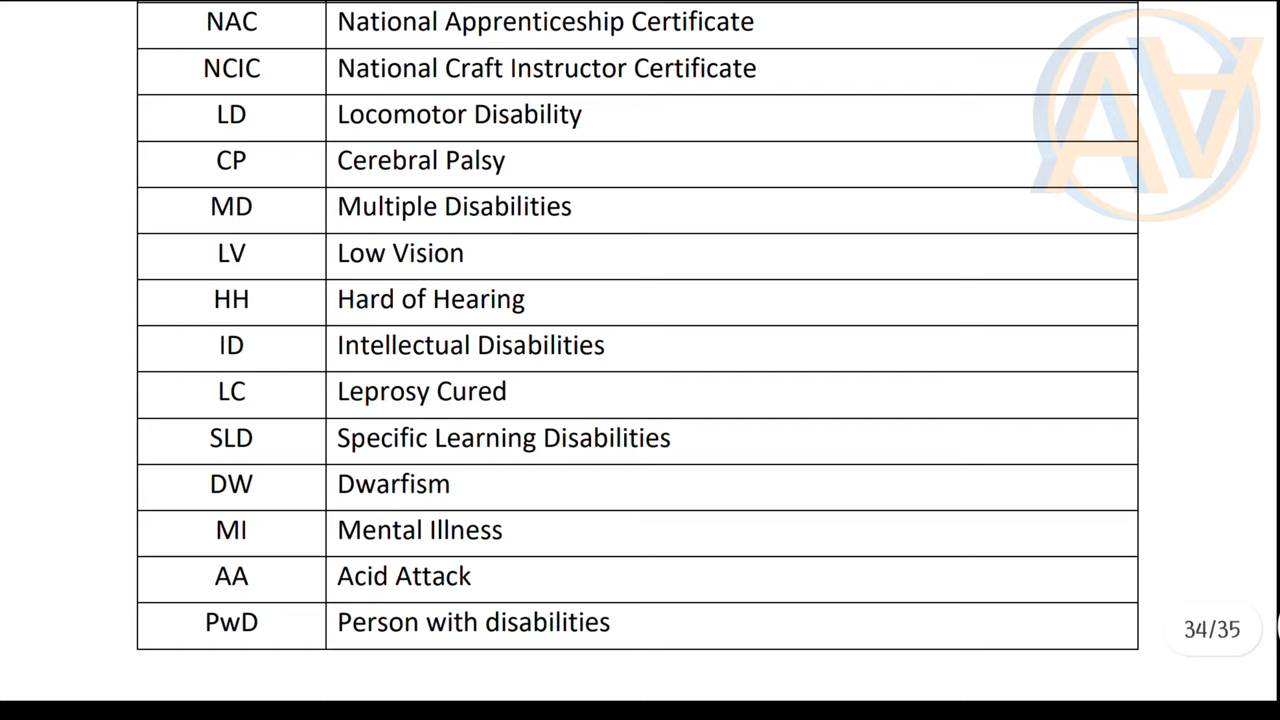 NAC National Apprenticeship Certificate
NCIC National Craft Instructor Certificate
LD Locomotor Disability
CP Cerebral Palsy
MD Multiple Disabilities
LV Low Vision
HH Hard of Hearing
ID Intellectual Disabilities
LC Leprosy Cured
SLD Specific Learning Disabilities
DW Dwarfism
MI Mental Illness
AA Acid Attack
PwD Person with disabilities
34/35